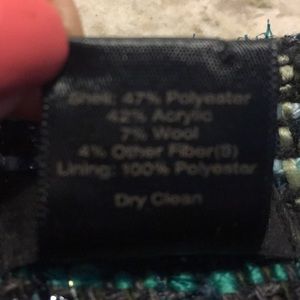 Shell: 47% Polyester
42% Acrylic
7% Wool
4% Other Fiber(s)
Lining: 100% Polyester
Dry Clean